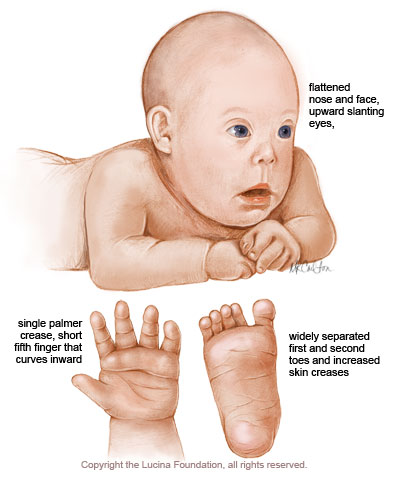 flattened
nose and face,
upward slanting
eyes,
single palmer
crease, short
fifth finger that
curves inward
widely separated
first and second
toes and increased
skin creases
Copyright the Lucina Foundation, all rights reserved.